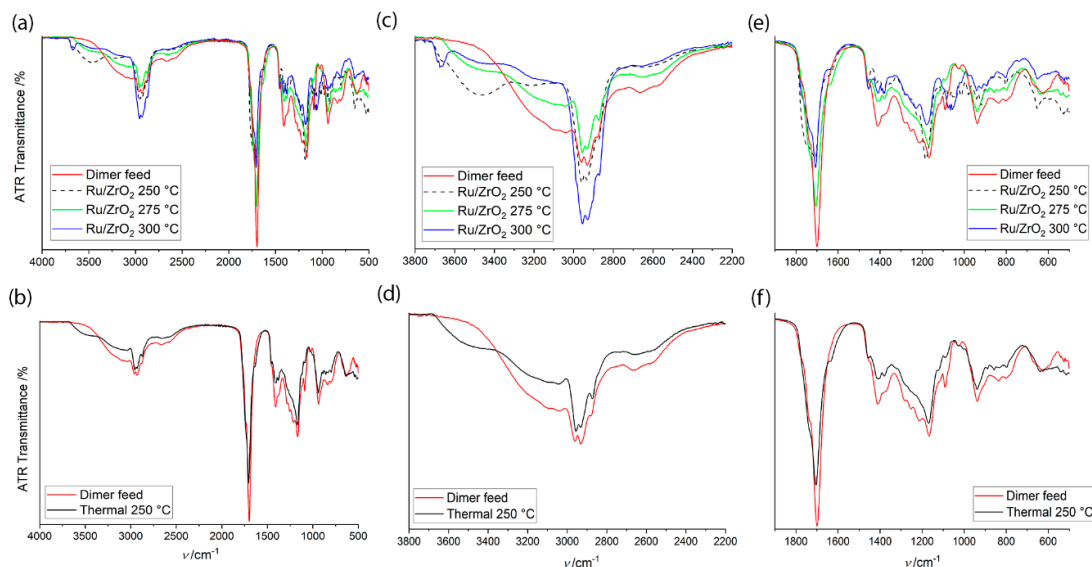 (a)
ATR Transmittance /%
Dimer feed
Ru/ZrO₂ 250 °C
Ru/ZrO₂ 275 °C
Ru/ZrO₂ 300 °C
4000 3500 3000 2500 2000 1500 1000 500
(c)
Dimer feed
Ru/ZrO₂ 250 °C
Ru/ZrO₂ 275 °C
Ru/ZrO₂ 300 °C
3800 3600 3400 3200 3000 2800 2600 2400 2200
(e)
Dimer feed
Ru/ZrO₂ 250 °C
Ru/ZrO₂ 275 °C
Ru/ZrO₂ 300 °C
1800 1600 1400 1200 1000 800 600
(b)
ATR Transmittance /%
Dimer feed
Thermal 250 °C
4000 3500 3000 2500 2000 1500 1000 500
ν/cm⁻¹
(d)
Dimer feed
Thermal 250 °C
3800 3600 3400 3200 3000 2800 2600 2400 2200
ν/cm⁻¹
(f)
Dimer feed
Thermal 250 °C
1800 1600 1400 1200 1000 800 600
ν/cm⁻¹